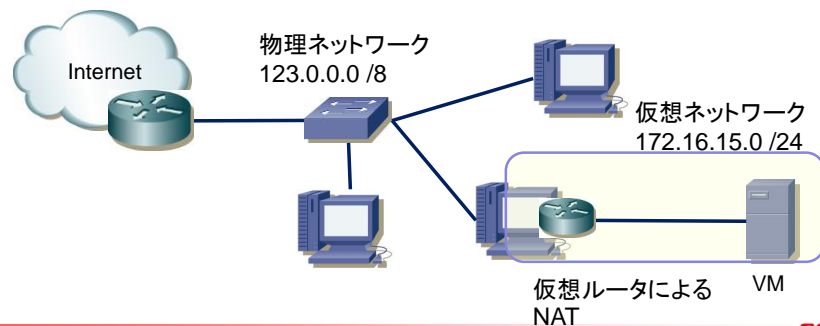 Internet
物理ネットワーク
123.0.0.0 /8
仮想ネットワーク
172.16.15.0 /24
仮想ルータによる
NAT
VM